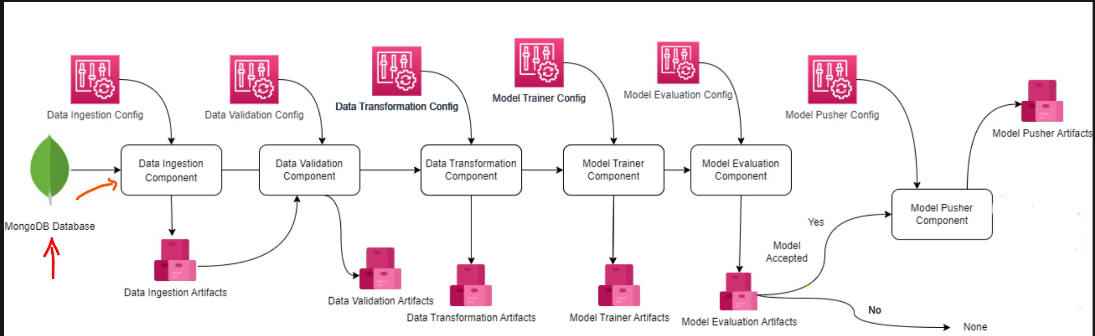 Data Ingestion Config
Data Validation Config
Data Transformation Config
Model Trainer Config
Model Evaluation Config
Model Pusher Config
Model Pusher Artifacts
MongoDB Database
Data Ingestion
Component
Data Validation
Component
Data Transformation
Component
Model Trainer
Component
Model Evaluation
Component
Model Pusher
Component
Yes
Model
Accepted
Data Ingestion Artifacts
Data Validation Artifacts
Data Transformation Artifacts
Model Trainer Artifacts
Model Evaluation Artifacts
No
None